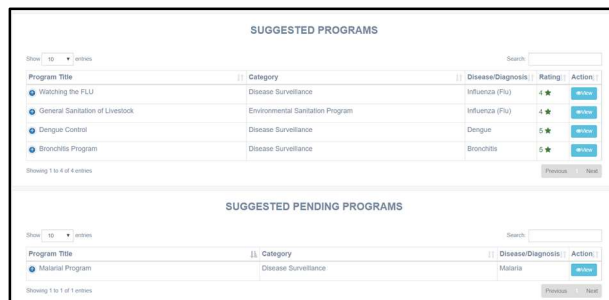 SUGGESTED PROGRAMS
Show 10 entries Search:
Program Title Category Disease/Diagnosis Rating Action
Watching the FLU Disease Surveillance Influenza (Flu) 4 View
General Sanitation of Livestock Environmental Sanitation Program Influenza (Flu) 4 View
Dengue Control Disease Surveillance Dengue 5 View
Bronchitis Program Disease Surveillance Bronchitis 5 View
Showing 1 to 4 of 4 entries Previous 1 Next
SUGGESTED PENDING PROGRAMS
Show 10 entries Search:
Program Title Category Disease/Diagnosis Action
Malarial Program Disease Surveillance Malaria View
Showing 1 to 1 of 1 entries Previous 1 Next